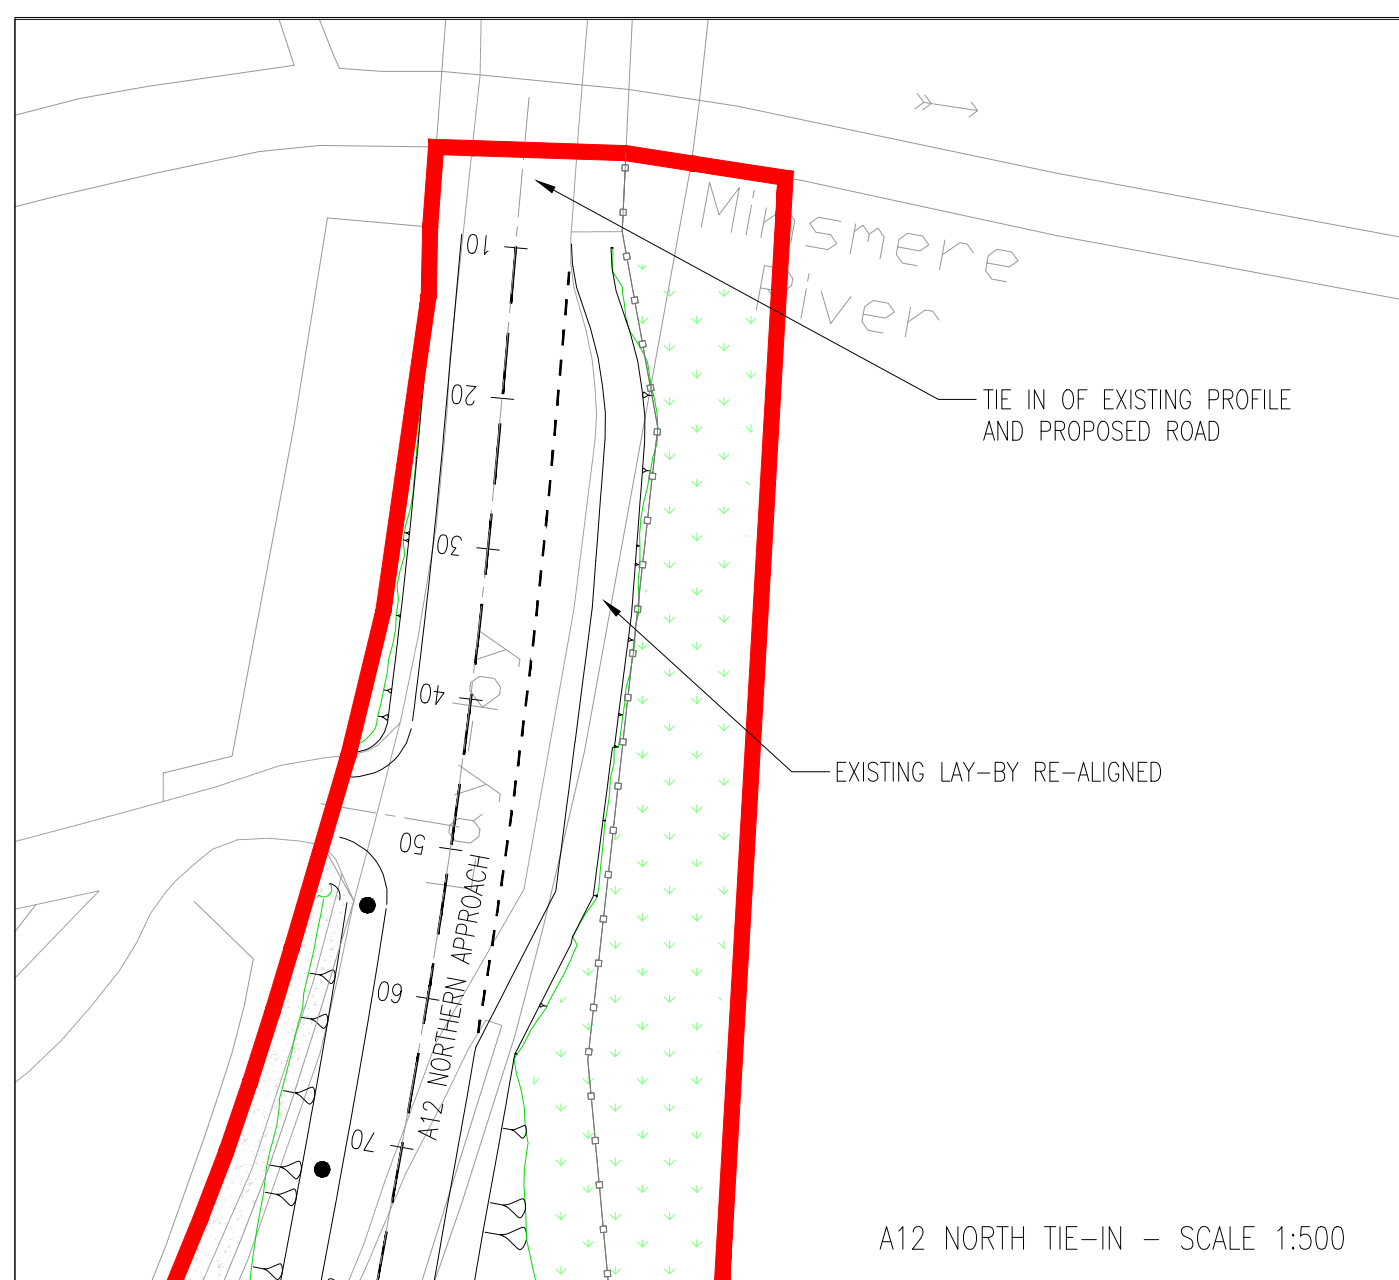 Minsmere
River
10
20
TIE IN OF EXISTING PROFILE
AND PROPOSED ROAD
30
40
Layby
EXISTING LAY-BY RE-ALIGNED
50
A12 NORTHERN APPROACH
60
70
A12 NORTH TIE-IN - SCALE 1:500